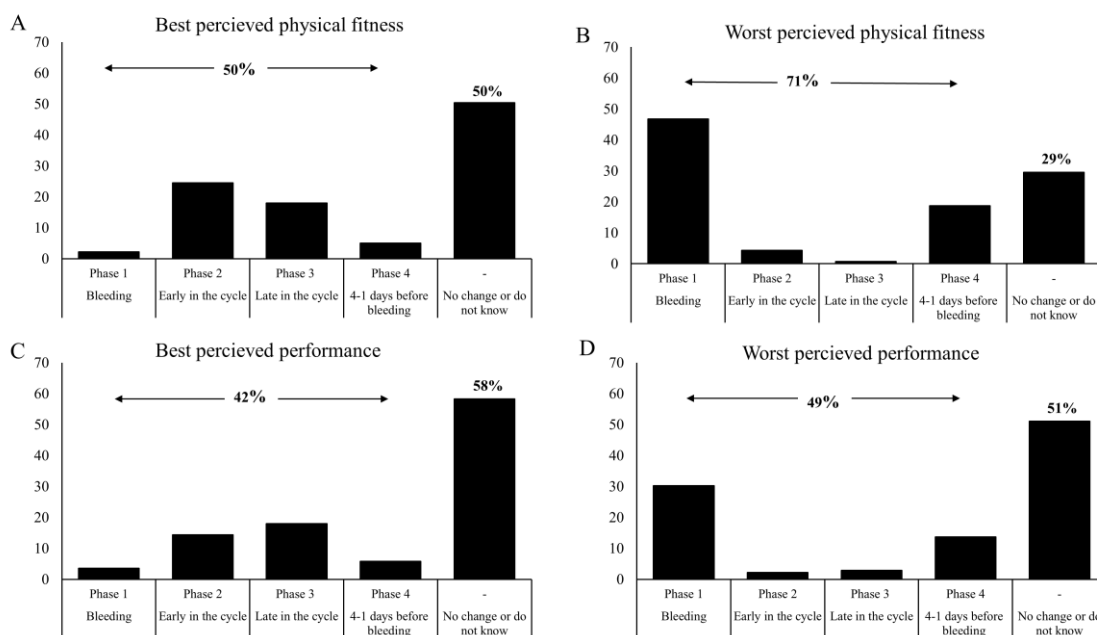 A
Best percieved physical fitness
70
60
50
40
30
20
10
0
50%
50%
Phase 1
Phase 2
Phase 3
Phase 4
-
Bleeding
Early in the cycle
Late in the cycle
4-1 days before
bleeding
No change or do
not know
B
Worst percieved physical fitness
70
60
50
40
30
20
10
0
71%
29%
Phase 1
Phase 2
Phase 3
Phase 4
-
Bleeding
Early in the cycle
Late in the cycle
4-1 days before
bleeding
No change or do
not know
C
Best percieved performance
70
60
50
40
30
20
10
0
42%
58%
Phase 1
Phase 2
Phase 3
Phase 4
-
Bleeding
Early in the cycle
Late in the cycle
4-1 days before
bleeding
No change or do
not know
D
Worst percieved performance
70
60
50
40
30
20
10
0
49%
51%
Phase 1
Phase 2
Phase 3
Phase 4
-
Bleeding
Early in the cycle
Late in the cycle
4-1 days before
bleeding
No change or do
not know